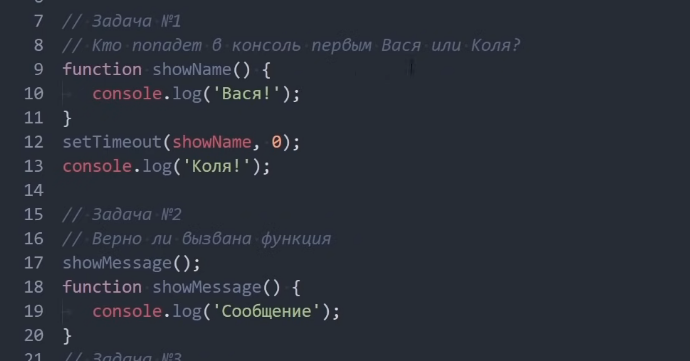 7 // Задача №1
8 // Кто попадет в консоль первым Вася или Коля?
9 function showName() {
10 console.log('Вася!');
11 }
12 setTimeout(showName, 0);
13 console.log('Коля!');
14
15 // Задача №2
16 // Верно ли вызвана функция
17 showMessage();
18 function showMessage() {
19 console.log('Сообщение');
20 }
21 // Задача №3